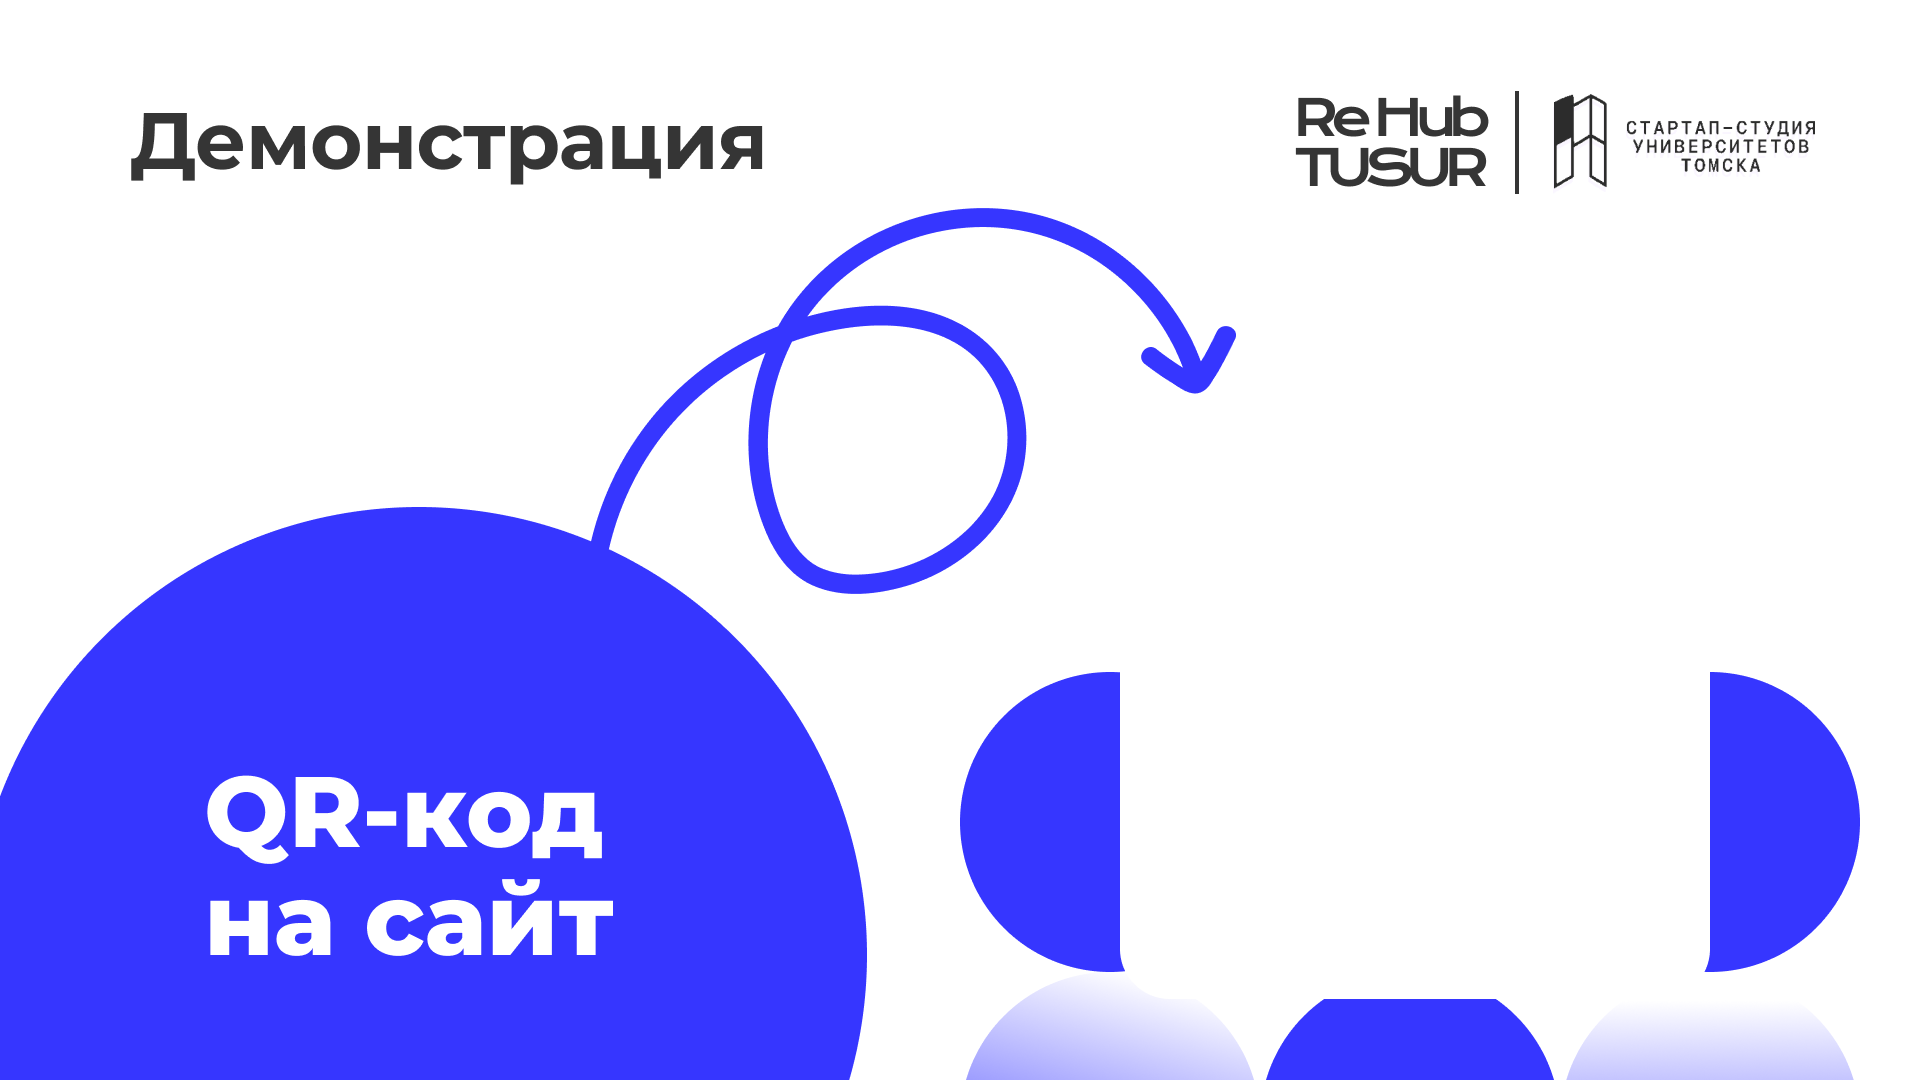 Демонстрация
Re Hub
TUSUR
СТАРТАП-СТУДИЯ
УНИВЕРСИТЕТОВ
ТОМСКА
QR-код
на сайт